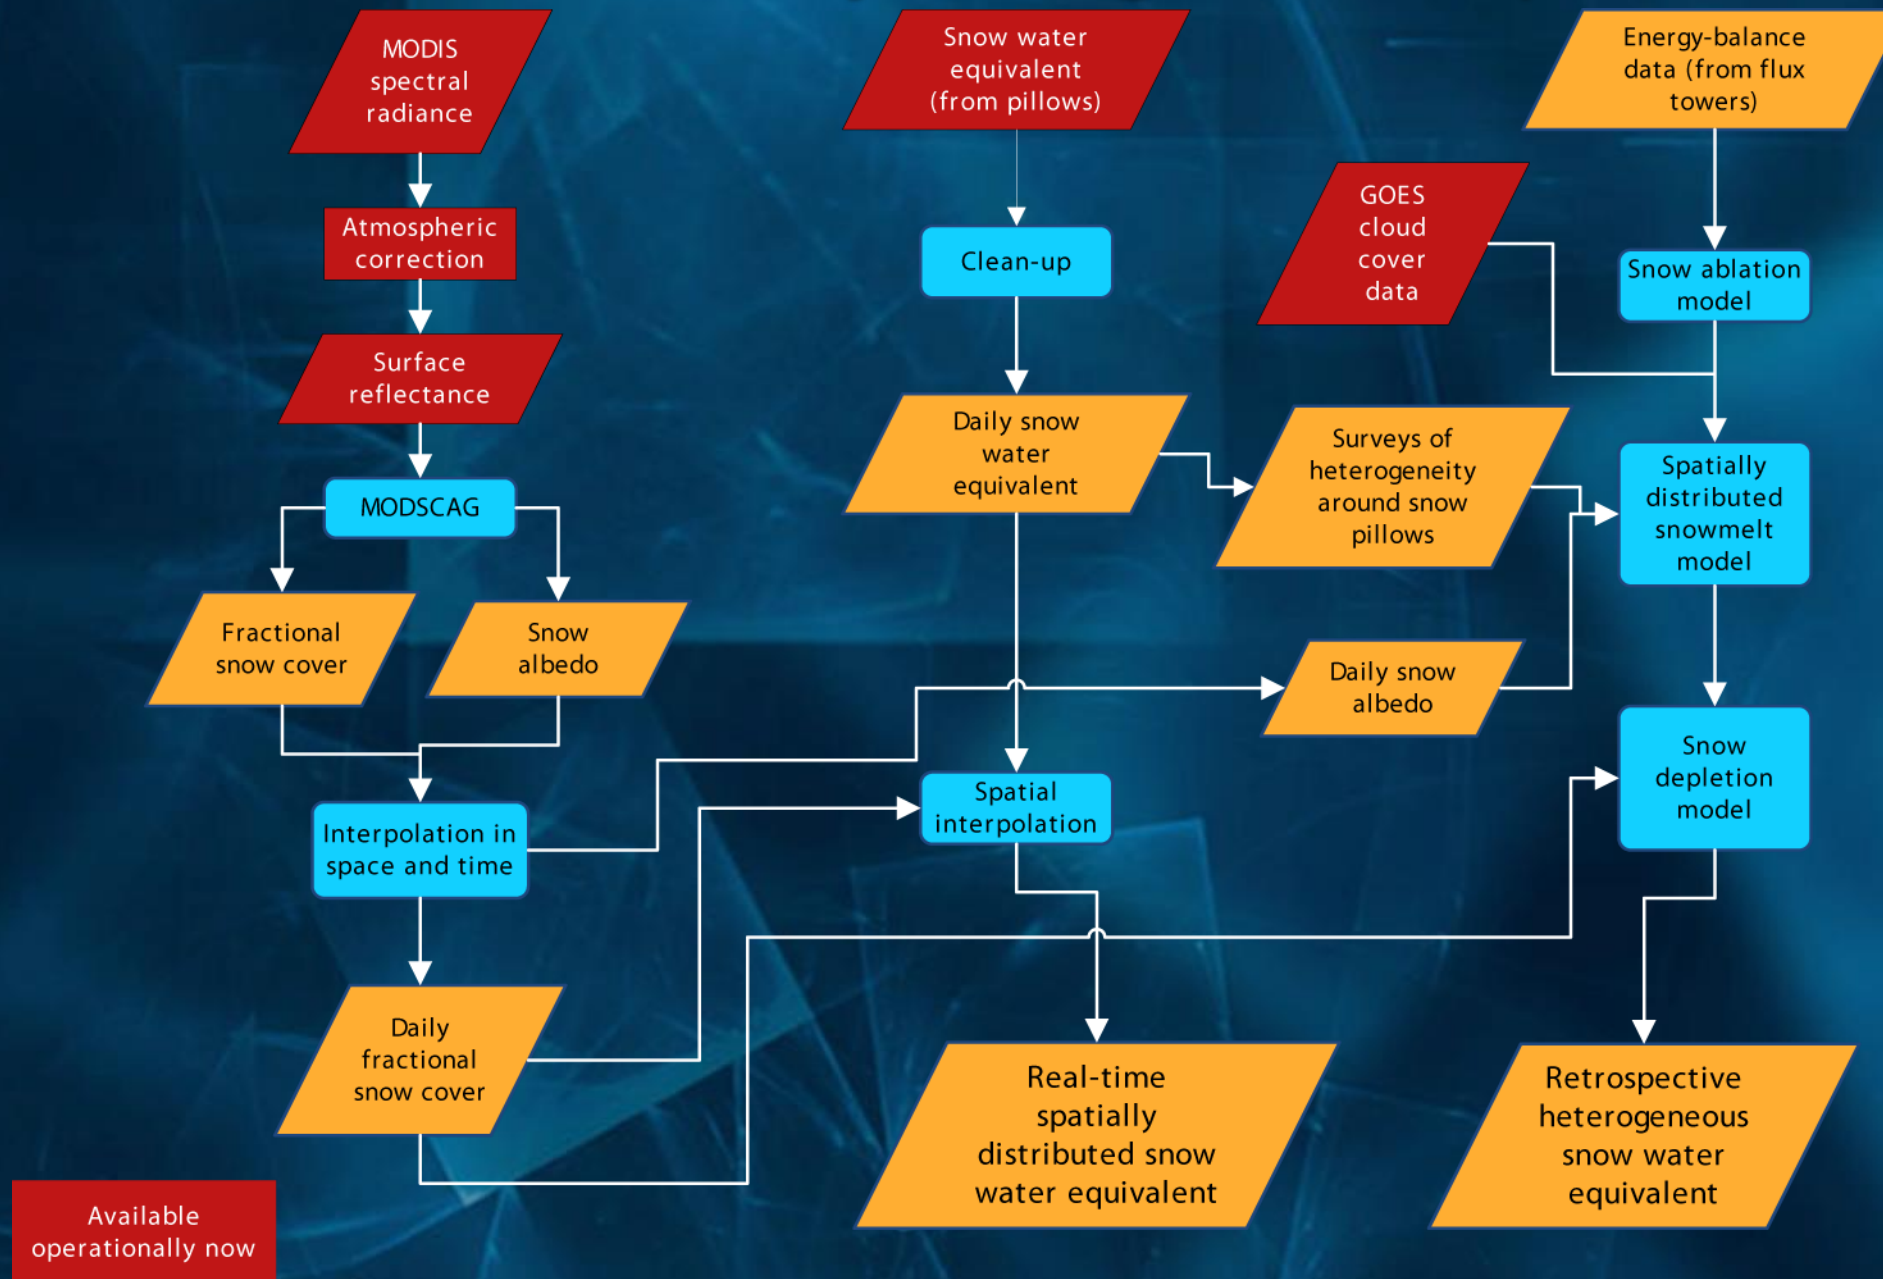 MODIS
spectral
radiance
Snow water
equivalent
(from pillows)
Energy-balance
data (from flux
towers)
GOES
cloud
cover
data
Atmospheric
correction
Clean-up
Snow ablation
model
Surface
reflectance
Daily snow
water
equivalent
Surveys of
heterogeneity
around snow
pillows
Spatially
distributed
snowmelt
model
MODSCAG
Fractional
snow cover
Snow
albedo
Daily snow
albedo
Snow
depletion
model
Interpolation in
space and time
Spatial
interpolation
Daily
fractional
snow cover
Real-time
spatially
distributed snow
water equivalent
Retrospective
heterogeneous
snow water
equivalent
Available
operationally now